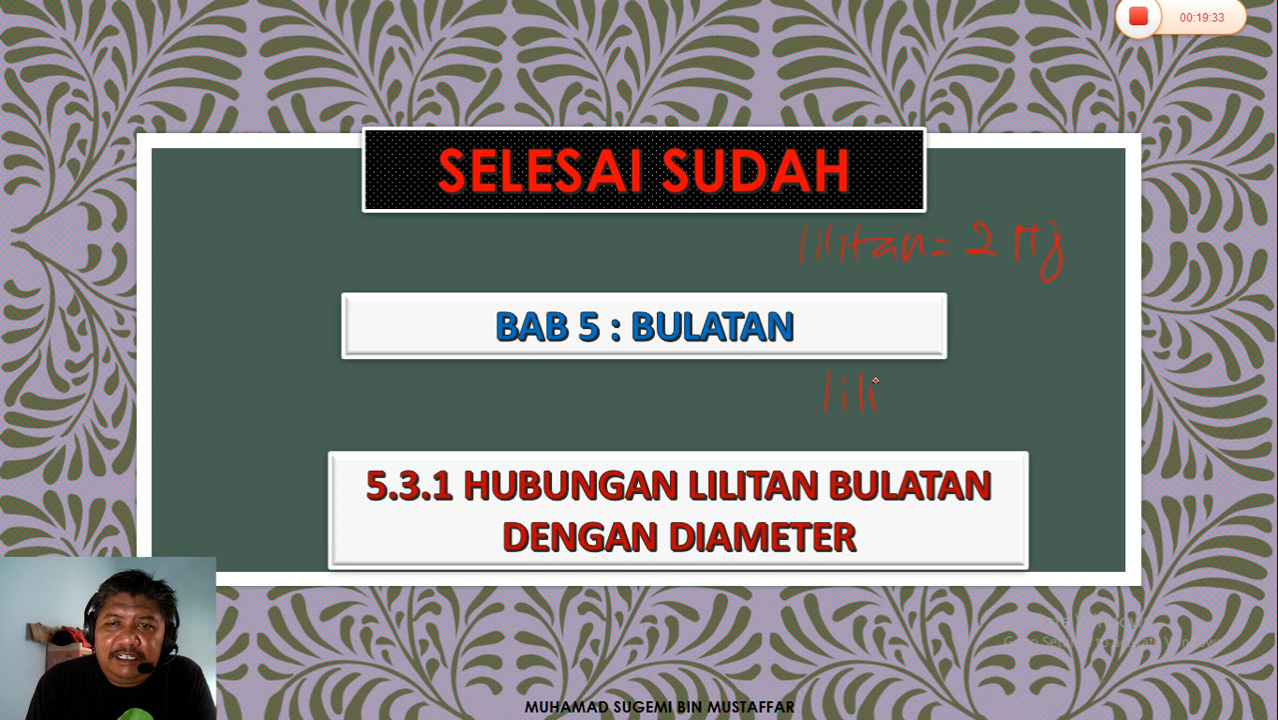 00:19:33
SELESAI SUDAH
lilitan = 2πj
BAB 5 : BULATAN
lili
5.3.1 HUBUNGAN LILITAN BULATAN
DENGAN DIAMETER
MUHAMAD SUGEMI BIN MUSTAFFAR